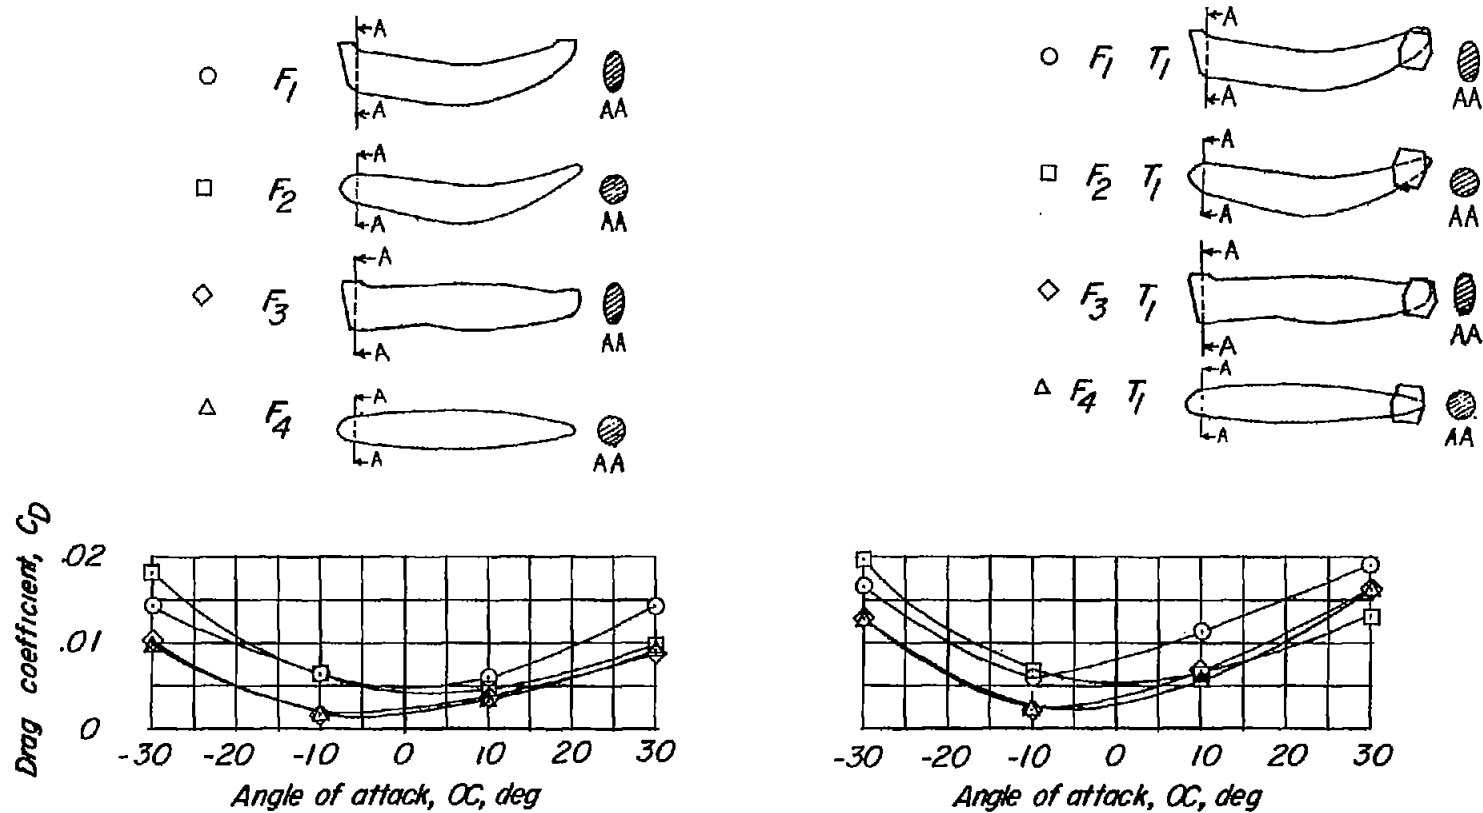 A
F1
A
AA
A
F2
A
AA
A
F3
A
AA
A
F4
A
AA
A
F1 T1
A
AA
A
F2 T1
A
AA
A
F3 T1
A
AA
A
F4 T1
A
AA
Drag coefficient, CD
.02
.01
0
-30 -20 -10 0 10 20 30
Angle of attack, α, deg
-30 -20 -10 0 10 20 30
Angle of attack, α, deg